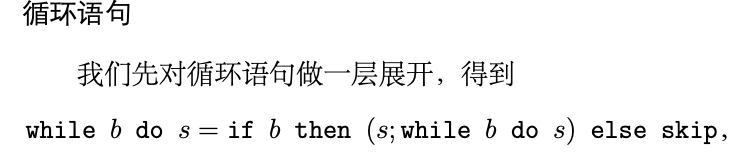 循环语句
我们先对循环语句做一层展开，得到
while b do s = if b then (s;while b do s) else skip,